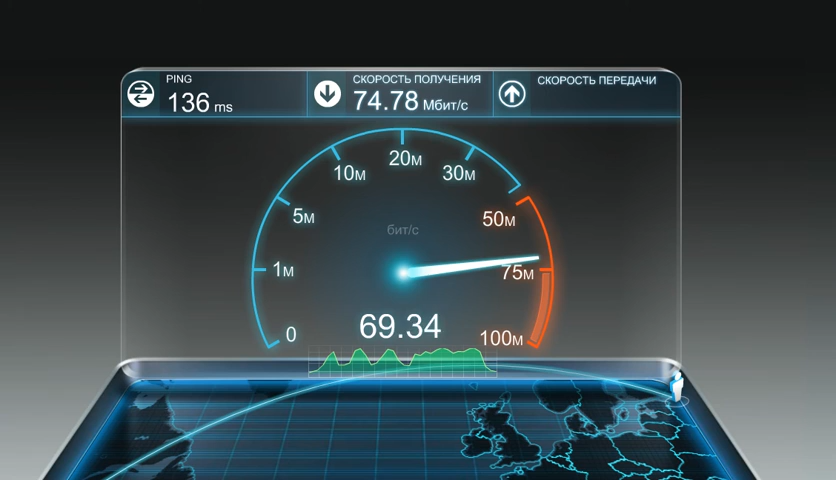 PING
136 ms
СКОРОСТЬ ПОЛУЧЕНИЯ
74.78 Мбит/с
СКОРОСТЬ ПЕРЕДАЧИ
20м
10м
30м
5м
50м
бит/с
1м
75м
69.34
0
100м